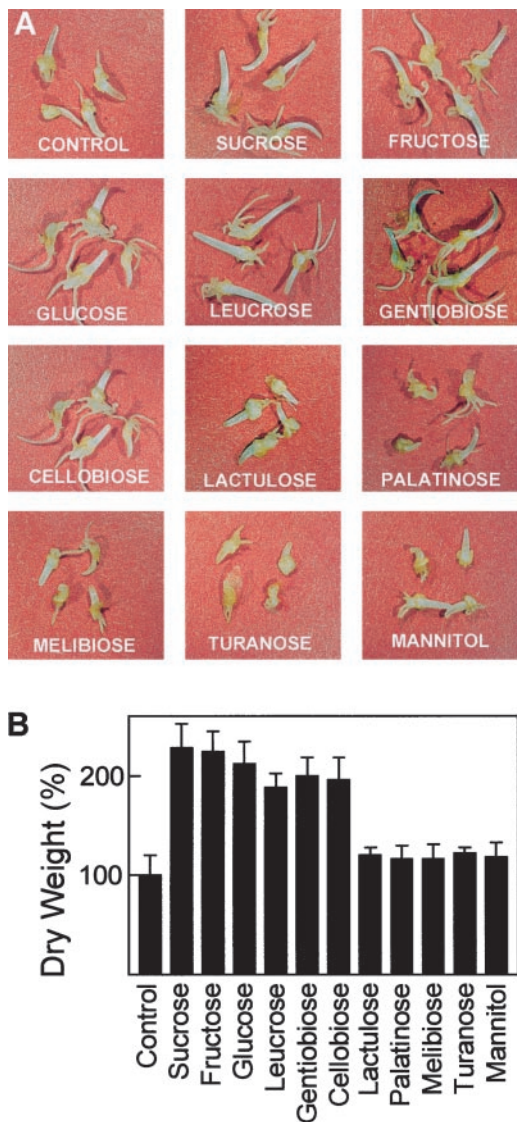 A
CONTROL
SUCROSE
FRUCTOSE
GLUCOSE
LEUCROSE
GENTIOBIOSE
CELLOBIOSE
LACTULOSE
PALATINOSE
MELIBIOSE
TURANOSE
MANNITOL
B
Dry Weight (%)
200
100
Control
Sucrose
Fructose
Glucose
Leucrose
Gentiobiose
Cellobiose
Lactulose
Palatinose
Melibiose
Turanose
Mannitol